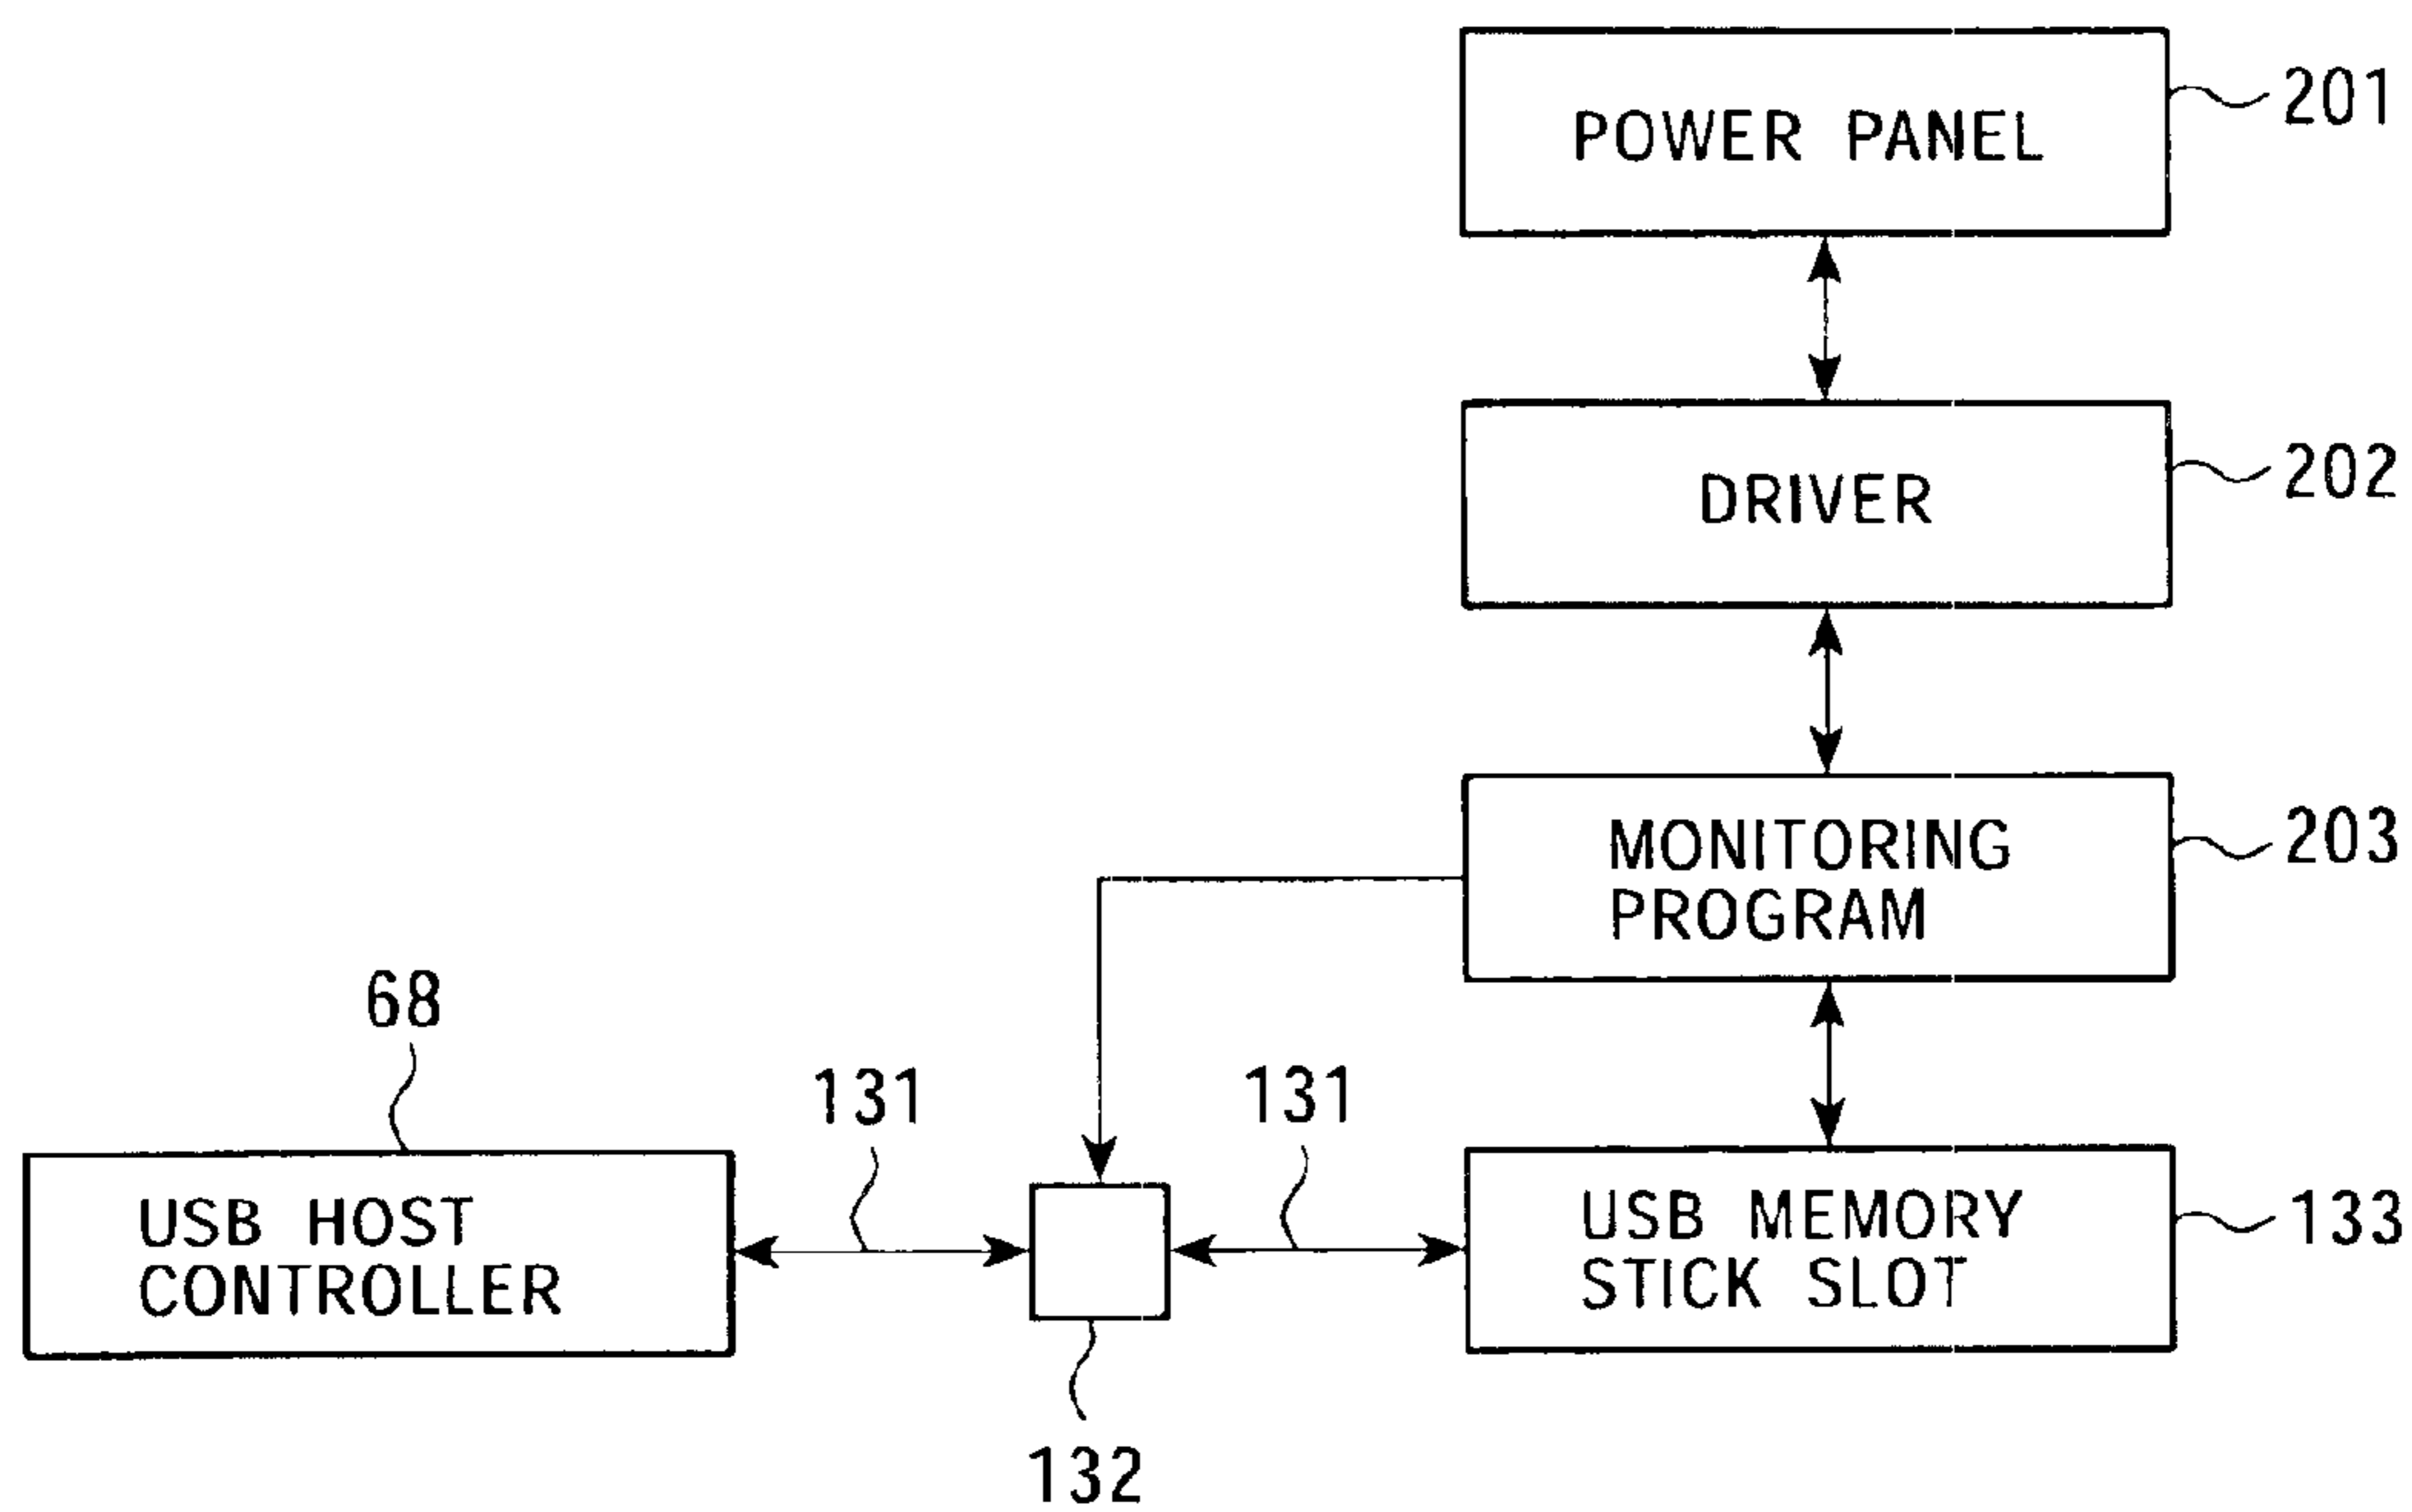 POWER PANEL
201
DRIVER
202
MONITORING
PROGRAM
203
68
131
131
USB HOST
CONTROLLER
USB MEMORY
STICK SLOT
133
132